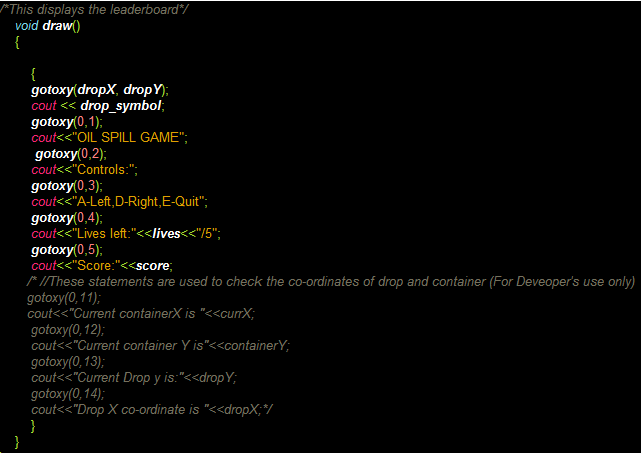 /*This displays the leaderboard*/
void draw()
{
{
gotoxy(dropX, dropY);
cout << drop_symbol;
gotoxy(0,1);
cout<<"OIL SPILL GAME";
gotoxy(0,2);
cout<<"Controls:";
gotoxy(0,3);
cout<<"A-Left,D-Right,E-Quit";
gotoxy(0,4);
cout<<"Lives left:"<<lives<<"/5";
gotoxy(0,5);
cout<<"Score:"<<score;
/* //These statements are used to check the co-ordinates of drop and container (For Deveoper's use only)
gotoxy(0,11);
cout<<"Current containerX is "<<currX;
gotoxy(0,12);
cout<<"Current container Y is"<<containerY;
gotoxy(0,13);
cout<<"Current Drop y is:"<<dropY;
gotoxy(0,14);
cout<<"Drop X co-ordinate is "<<dropX;*/
}
}